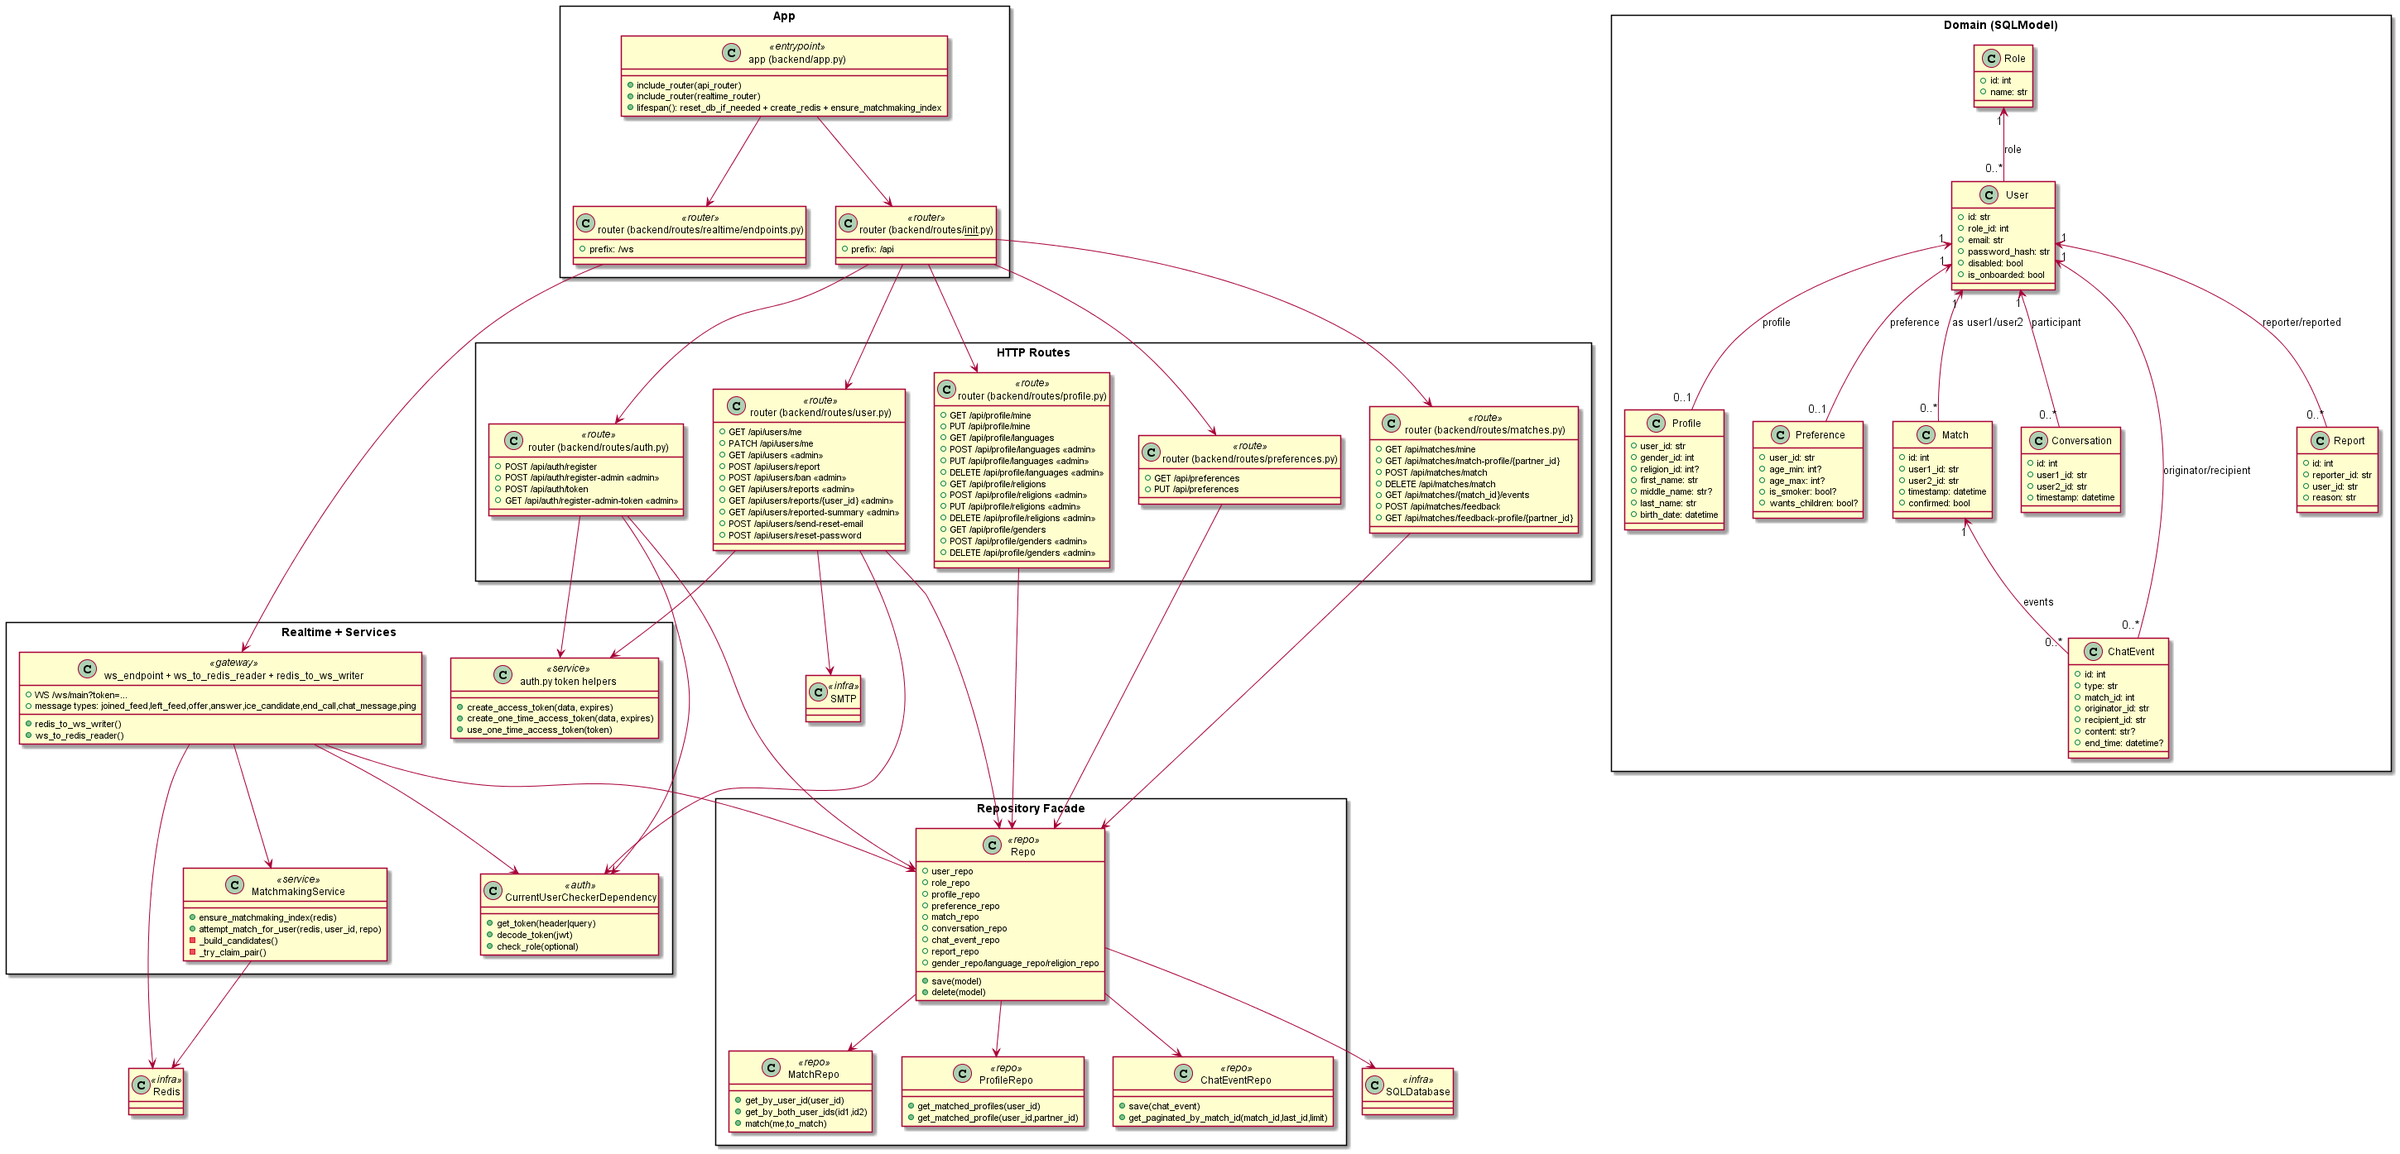 App
C
«entrypoint»
app (backend/app.py)
include_router(api_router)
include_router(realtime_router)
lifespan(): reset_db_if_needed + create_redis + ensure_matchmaking_index
C
«router»
router (backend/routes/realtime/endpoints.py)
prefix: /ws
C
«router»
router (backend/routes/init.py)
prefix: /api
HTTP Routes
C
«route»
router (backend/routes/auth.py)
POST /api/auth/register
POST /api/auth/register-admin «admin»
POST /api/auth/token
GET /api/auth/register-admin-token «admin»
C
«route»
router (backend/routes/user.py)
GET /api/users/me
PATCH /api/users/me
GET /api/users «admin»
POST /api/users/report
POST /api/users/ban «admin»
GET /api/users/reports «admin»
GET /api/users/reports/{user_id} «admin»
GET /api/users/reported-summary «admin»
POST /api/users/send-reset-email
POST /api/users/reset-password
C
«route»
router (backend/routes/profile.py)
GET /api/profile/mine
PUT /api/profile/mine
GET /api/profile/languages
POST /api/profile/languages «admin»
PUT /api/profile/languages «admin»
DELETE /api/profile/languages «admin»
GET /api/profile/religions
POST /api/profile/religions «admin»
PUT /api/profile/religions «admin»
DELETE /api/profile/religions «admin»
GET /api/profile/genders
POST /api/profile/genders «admin»
DELETE /api/profile/genders «admin»
C
«route»
router (backend/routes/preferences.py)
GET /api/preferences
PUT /api/preferences
C
«route»
router (backend/routes/matches.py)
GET /api/matches/mine
GET /api/matches/match-profile/{partner_id}
POST /api/matches/match
DELETE /api/matches/match
GET /api/matches/{match_id}/events
POST /api/matches/feedback
GET /api/matches/feedback-profile/{partner_id}
Realtime + Services
C
«gateway»
ws_endpoint + ws_to_redis_reader + redis_to_ws_writer
WS /ws/main?token=...
message types: joined_feed,left_feed,offer,answer,ice_candidate,end_call,chat_message,ping
redis_to_ws_writer()
ws_to_redis_reader()
C
«service»
auth.py token helpers
create_access_token(data, expires)
create_one_time_access_token(data, expires)
use_one_time_access_token(token)
C
«infra»
SMTP
C
«service»
MatchmakingService
ensure_matchmaking_index(redis)
attempt_match_for_user(redis, user_id, repo)
_build_candidates()
_try_claim_pair()
C
«auth»
CurrentUserCheckerDependency
get_token(header|query)
decode_token(jwt)
check_role(optional)
C
«infra»
Redis
Repository Facade
C
«repo»
Repo
user_repo
role_repo
profile_repo
preference_repo
match_repo
conversation_repo
chat_event_repo
report_repo
gender_repo/language_repo/religion_repo
save(model)
delete(model)
C
«repo»
MatchRepo
get_by_user_id(user_id)
get_by_both_user_ids(id1,id2)
match(me,to_match)
C
«repo»
ProfileRepo
get_matched_profiles(user_id)
get_matched_profile(user_id,partner_id)
C
«repo»
ChatEventRepo
save(chat_event)
get_paginated_by_match_id(match_id,last_id,limit)
C
«infra»
SQLDatabase
Domain (SQLModel)
C
Role
id: int
name: str
1
role
0..*
C
User
id: str
role_id: int
email: str
password_hash: str
disabled: bool
is_onboarded: bool
1
1
1
1
1
1
profile
preference
as user1/user2
participant
originator/recipient
reporter/reported
0..1
0..1
0..*
0..*
0..*
C
Profile
user_id: str
gender_id: int
religion_id: int?
first_name: str
middle_name: str?
last_name: str
birth_date: datetime
C
Preference
user_id: str
age_min: int?
age_max: int?
is_smoker: bool?
wants_children: bool?
C
Match
id: int
user1_id: str
user2_id: str
timestamp: datetime
confirmed: bool
C
Conversation
id: int
user1_id: str
user2_id: str
timestamp: datetime
C
Report
id: int
reporter_id: str
user_id: str
reason: str
1
events
0..*
0..*
C
ChatEvent
id: int
type: str
match_id: int
originator_id: str
recipient_id: str
content: str?
end_time: datetime?